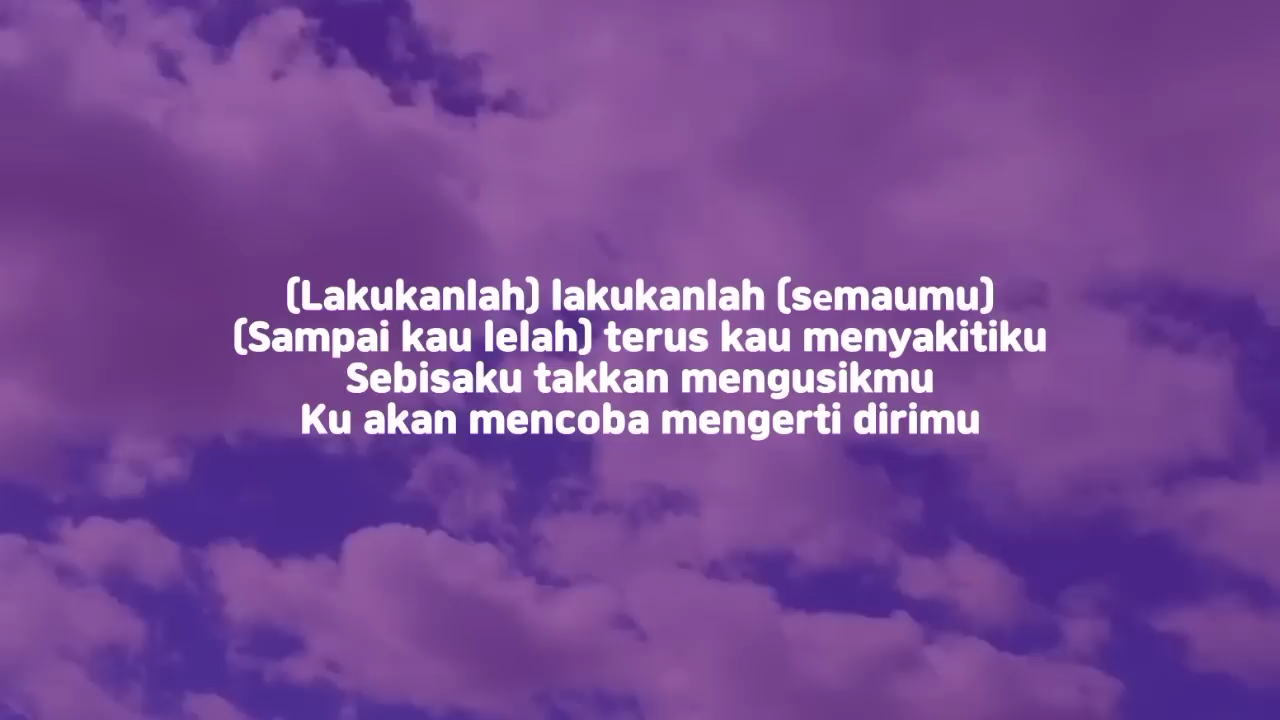 (Lakukanlah) lakukanlah (semaumu)
(Sampai kau lelah) terus kau menyakitiku
Sebisaku takkan mengusikmu
Ku akan mencoba mengerti dirimu